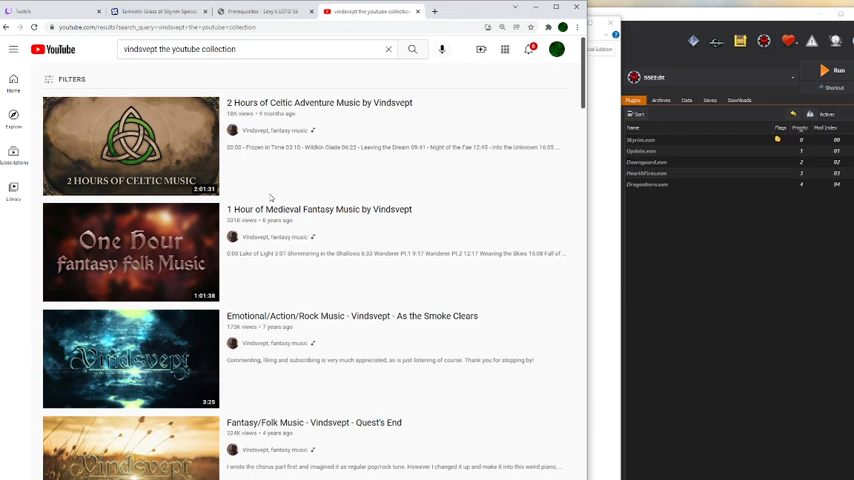 Twitch
Rannetic Grass at Skyrim Special
Prerequisites - Lexy's LOTD SE
vindsvept the youtube collection
youtube.com/results?search_query=vindsvept+the+youtube+collection
YouTube
vindsvept the youtube collection
6
FILTERS
Home
Explore
Subscriptions
Library
2 HOURS OF CELTIC MUSIC
2:01:31
2 Hours of Celtic Adventure Music by Vindsvept
18K views • 9 months ago
Vindsvept, fantasy music
00:00 - Frozen in Time 03:10 - Wildkin Glade 06:22 - Leaving the Dream 09:41 - Night of the Fae 12:45 - Into the Unknown 16:05 ...
One Hour
Fantasy Folk Music
1:01:38
1 Hour of Medieval Fantasy Music by Vindsvept
331K views • 6 years ago
Vindsvept, fantasy music
0:00 Lake of Light 3:07 Shimmering in the Shallows 6:33 Wanderer Pt.1 9:17 Wanderer Pt.2 12:17 Weaving the Skies 15:08 Fall of ...
Vindsvept
3:25
Emotional/Action/Rock Music - Vindsvept - As the Smoke Clears
173K views • 7 years ago
Vindsvept, fantasy music
Commenting, liking and subscribing is very much appreciated, as is just listening of course. Thank you for stopping by!
Vindsvept
Fantasy/Folk Music - Vindsvept - Quest's End
224K views • 4 years ago
Vindsvept, fantasy music
I wrote the chorus part first and imagined it as regular pop/rock tune. However I changed it up and make it into this weird piano, ...
cial Edition
SSEEdit
Run
Shortcut
Plugins
Archives
Data
Saves
Downloads
Sort
Active:
Name
Flags
Priority
Mod Index
Skyrim.esm
0
00
Update.esm
1
01
Dawnguard.esm
2
02
HearthFires.esm
3
03
Dragonborn.esm
4
04